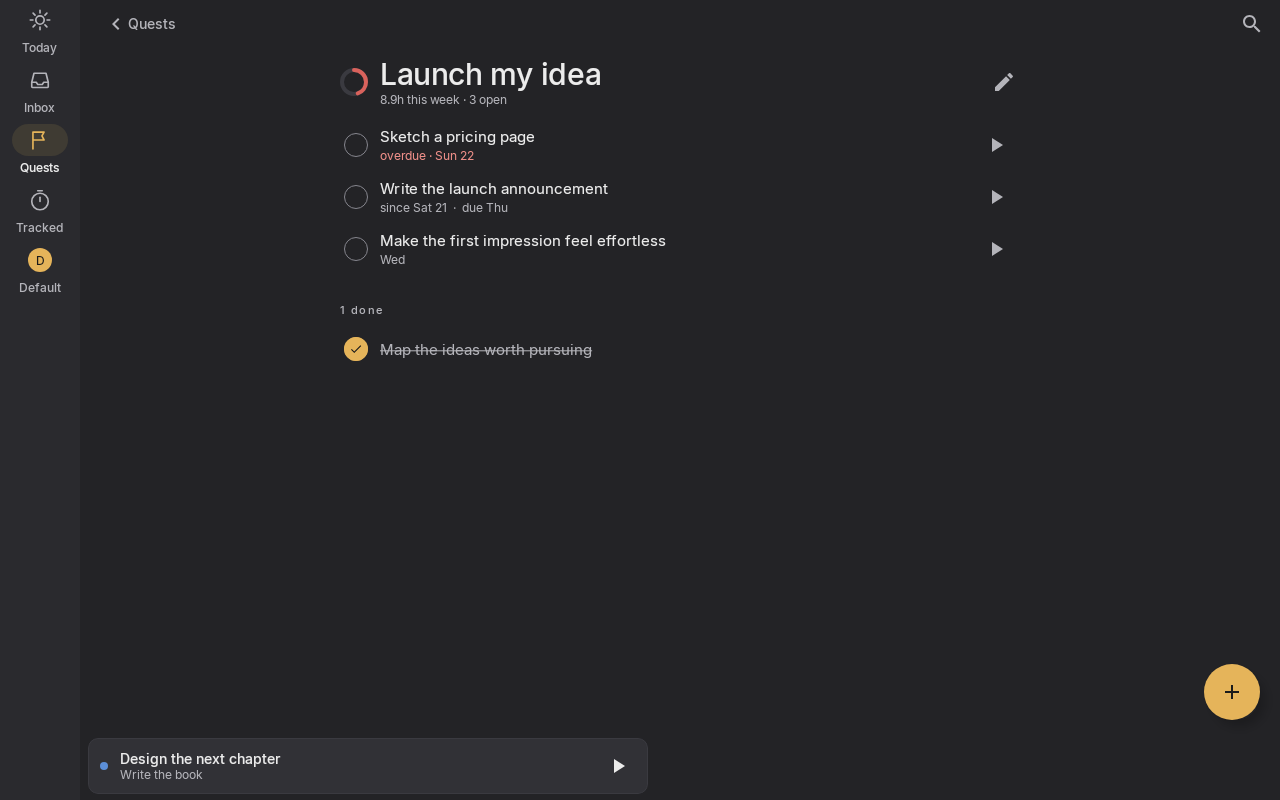 Today
Inbox
Quests
Tracked
D
Default
Quests
Launch my idea
8.9h this week · 3 open
Sketch a pricing page
overdue · Sun 22
Write the launch announcement
since Sat 21 · due Thu
Make the first impression feel effortless
Wed
1 done
Map the ideas worth pursuing
Design the next chapter
Write the book